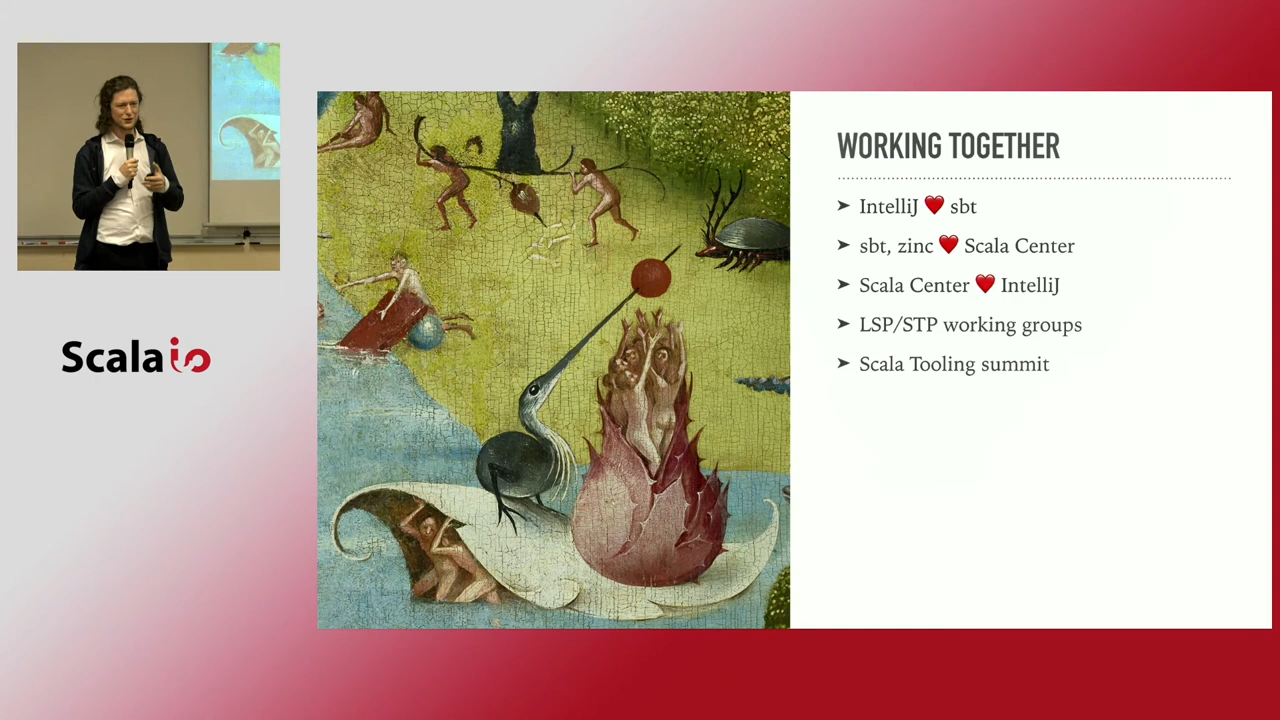 Scala io
WORKING TOGETHER
➤ IntelliJ ❤️ sbt
➤ sbt, zinc ❤️ Scala Center
➤ Scala Center ❤️ IntelliJ
➤ LSP/STP working groups
➤ Scala Tooling summit